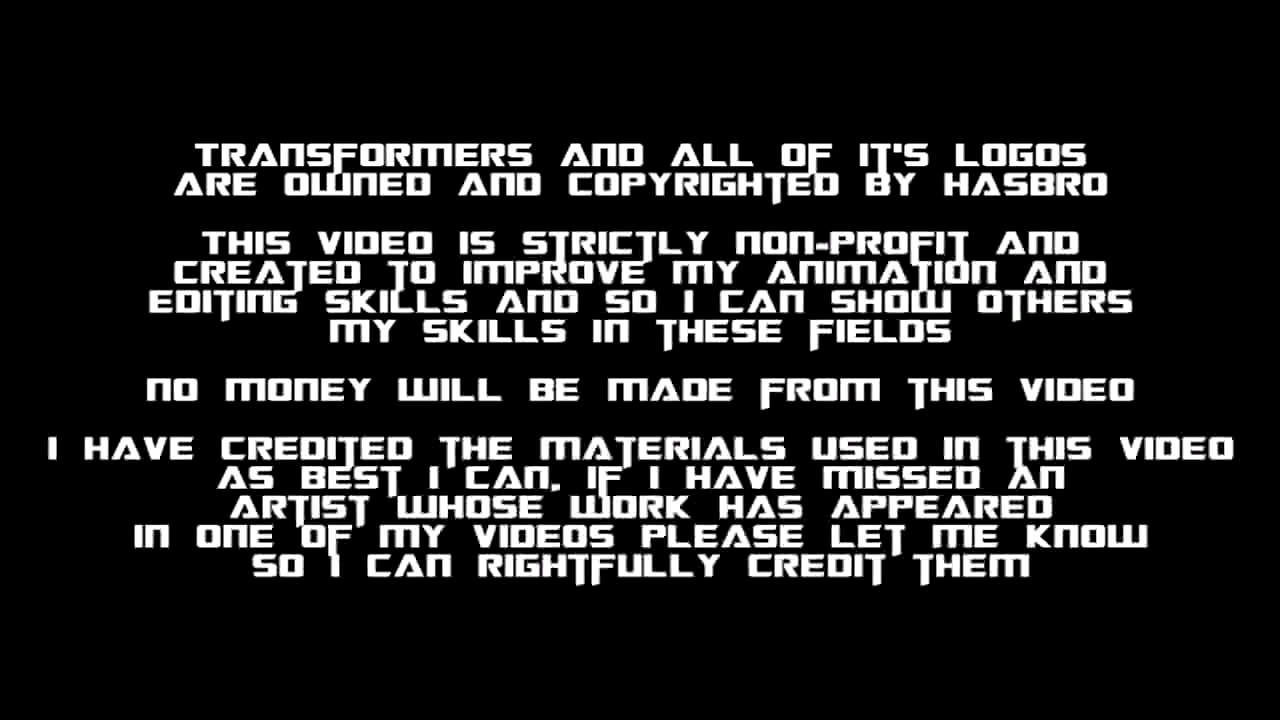 TRANSFORMERS AND ALL OF IT'S LOGOS
ARE OWNED AND COPYRIGHTED BY HASBRO
THIS VIDEO IS STRICTLY NON-PROFIT AND
CREATED TO IMPROVE MY ANIMATION AND
EDITING SKILLS AND SO I CAN SHOW OTHERS
MY SKILLS IN THESE FIELDS
NO MONEY WILL BE MADE FROM THIS VIDEO
I HAVE CREDITED THE MATERIALS USED IN THIS VIDEO
AS BEST I CAN, IF I HAVE MISSED AN
ARTIST WHOSE WORK HAS APPEARED
IN ONE OF MY VIDEOS PLEASE LET ME KNOW
SO I CAN RIGHTFULLY CREDIT THEM